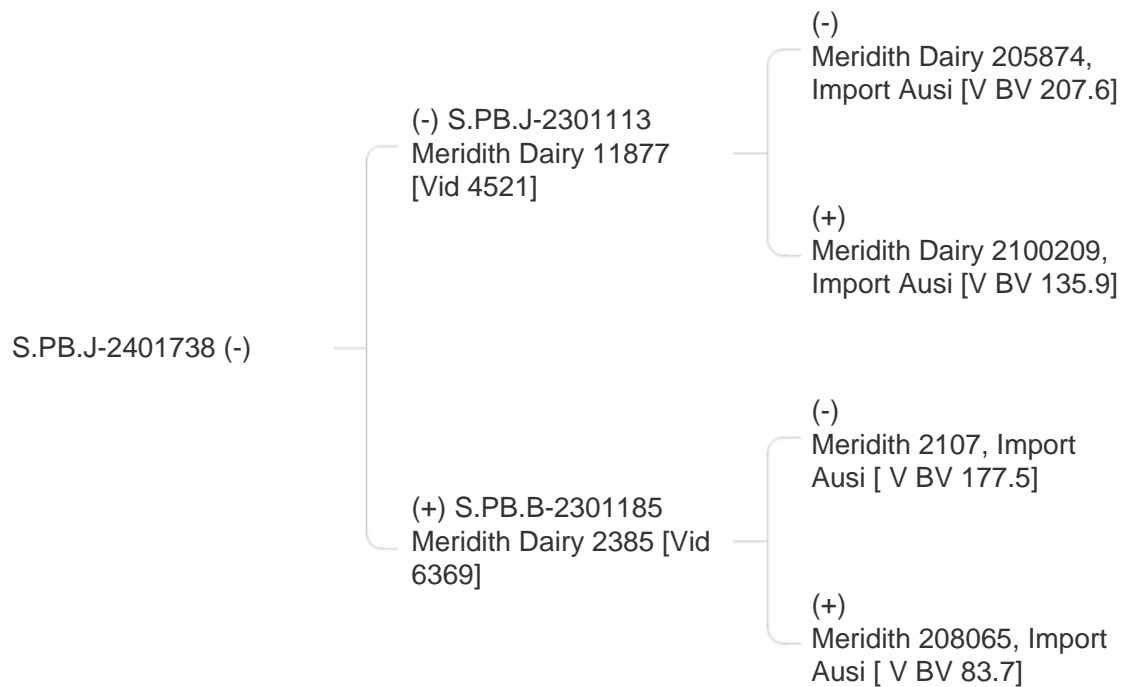 (-)
Meridith Dairy 205874,
Import Ausi [V BV 207.6]
(-) S.PB.J-2301113
Meridith Dairy 11877
[Vid 4521]
(+)
Meridith Dairy 2100209,
Import Ausi [V BV 135.9]
S.PB.J-2401738 (-)
(-)
Meridith 2107, Import
Ausi [ V BV 177.5]
(+) S.PB.B-2301185
Meridith Dairy 2385 [Vid
6369]
(+)
Meridith 208065, Import
Ausi [ V BV 83.7]